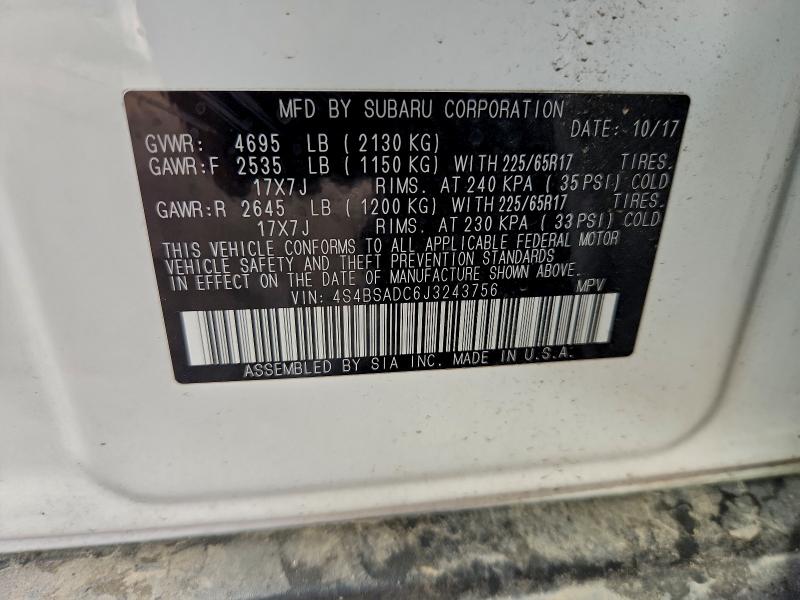 MFD BY SUBARU CORPORATION
DATE: 10/17
GVWR: 4695 LB ( 2130 KG)
GAWR:F 2535 LB ( 1150 KG) WITH 225/65R17 TIRES.
17X7J RIMS. AT 240 KPA ( 35 PSI) COLD
GAWR:R 2645 LB ( 1200 KG) WITH 225/65R17 TIRES.
17X7J RIMS. AT 230 KPA ( 33 PSI) COLD
THIS VEHICLE CONFORMS TO ALL APPLICABLE FEDERAL MOTOR
VEHICLE SAFETY AND THEFT PREVENTION STANDARDS
IN EFFECT ON THE DATE OF MANUFACTURE SHOWN ABOVE.
VIN: 4S4BSADC6J3243756 MPV
ASSEMBLED BY SIA INC. MADE IN U.S.A.